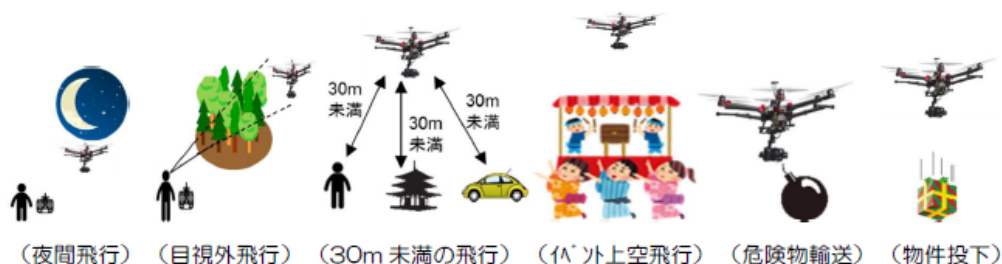 30m
未満
30m
未満
30m
未満
(夜間飛行)
(目視外飛行)
(30m 未満の飛行)
(ｲﾍﾞﾝﾄ上空飛行)
(危険物輸送)
(物件投下)